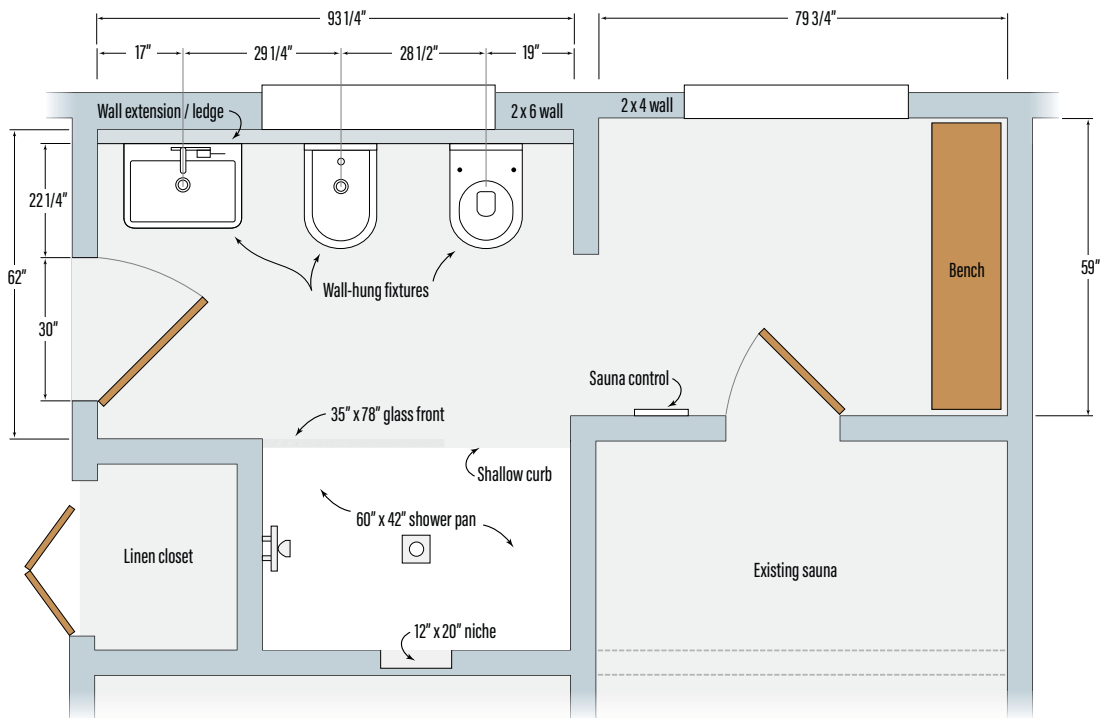 93 1/4"
79 3/4"
17"
29 1/4"
28 1/2"
19"
Wall extension / ledge
2 x 6 wall
2 x 4 wall
22 1/4"
62"
30"
59"
Bench
Wall-hung fixtures
Sauna control
35" x 78" glass front
Shallow curb
60" x 42" shower pan
Linen closet
Existing sauna
12" x 20" niche